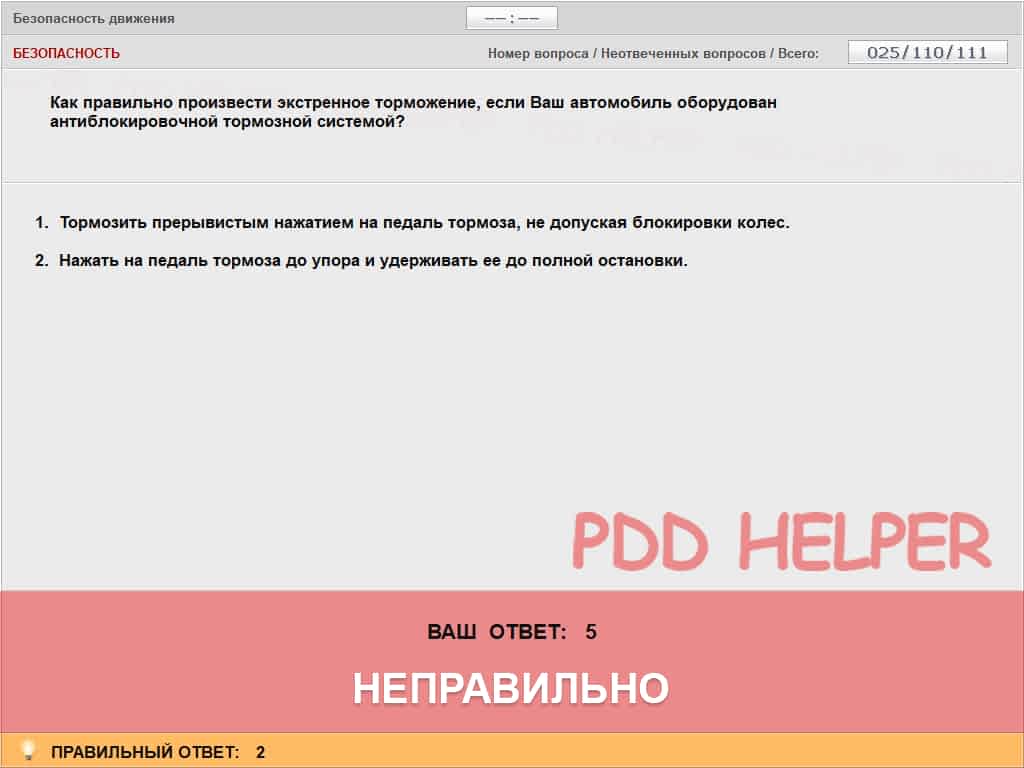 Безопасность движения
–– : ––
БЕЗОПАСНОСТЬ
Номер вопроса / Неотвеченных вопросов / Всего:
025/110/111
Как правильно произвести экстренное торможение, если Ваш автомобиль оборудован
антиблокировочной тормозной системой?
1. Тормозить прерывистым нажатием на педаль тормоза, не допуская блокировки колес.
2. Нажать на педаль тормоза до упора и удерживать ее до полной остановки.
PDD HELPER
ВАШ ОТВЕТ: 5
НЕПРАВИЛЬНО
ПРАВИЛЬНЫЙ ОТВЕТ: 2